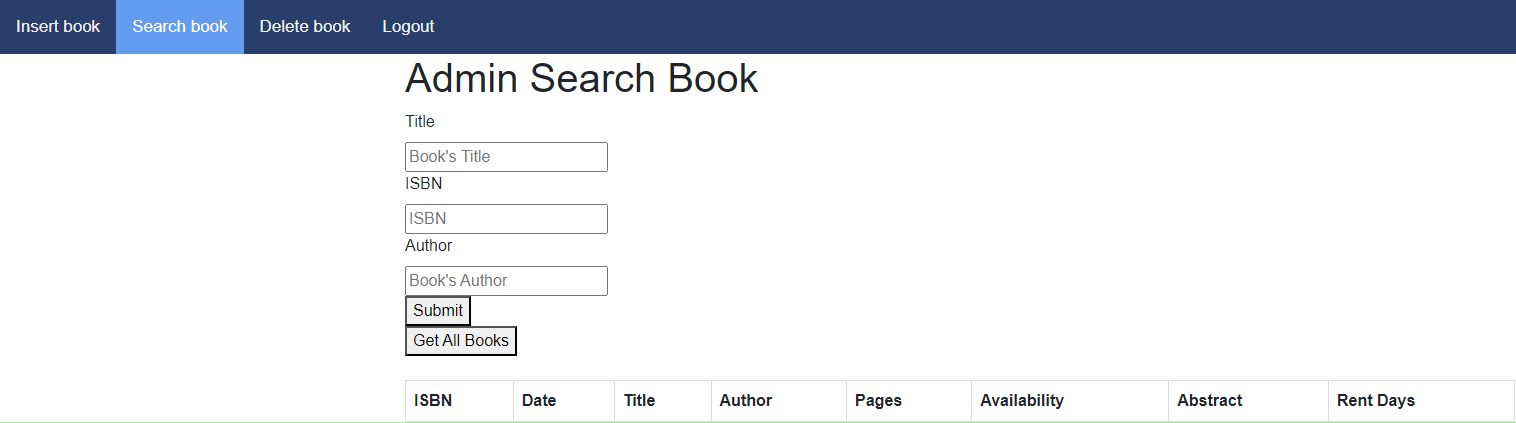 Insert book Search book Delete book Logout
Admin Search Book
Title
Book's Title
ISBN
ISBN
Author
Book's Author
Submit
Get All Books
ISBN Date Title Author Pages Availability Abstract Rent Days